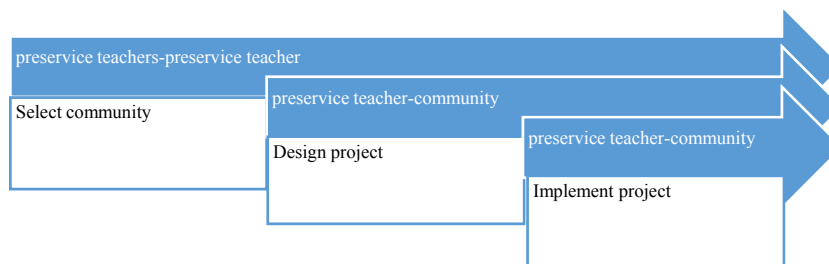 preservice teachers-preservice teacher
Select community
preservice teacher-community
Design project
preservice teacher-community
Implement project